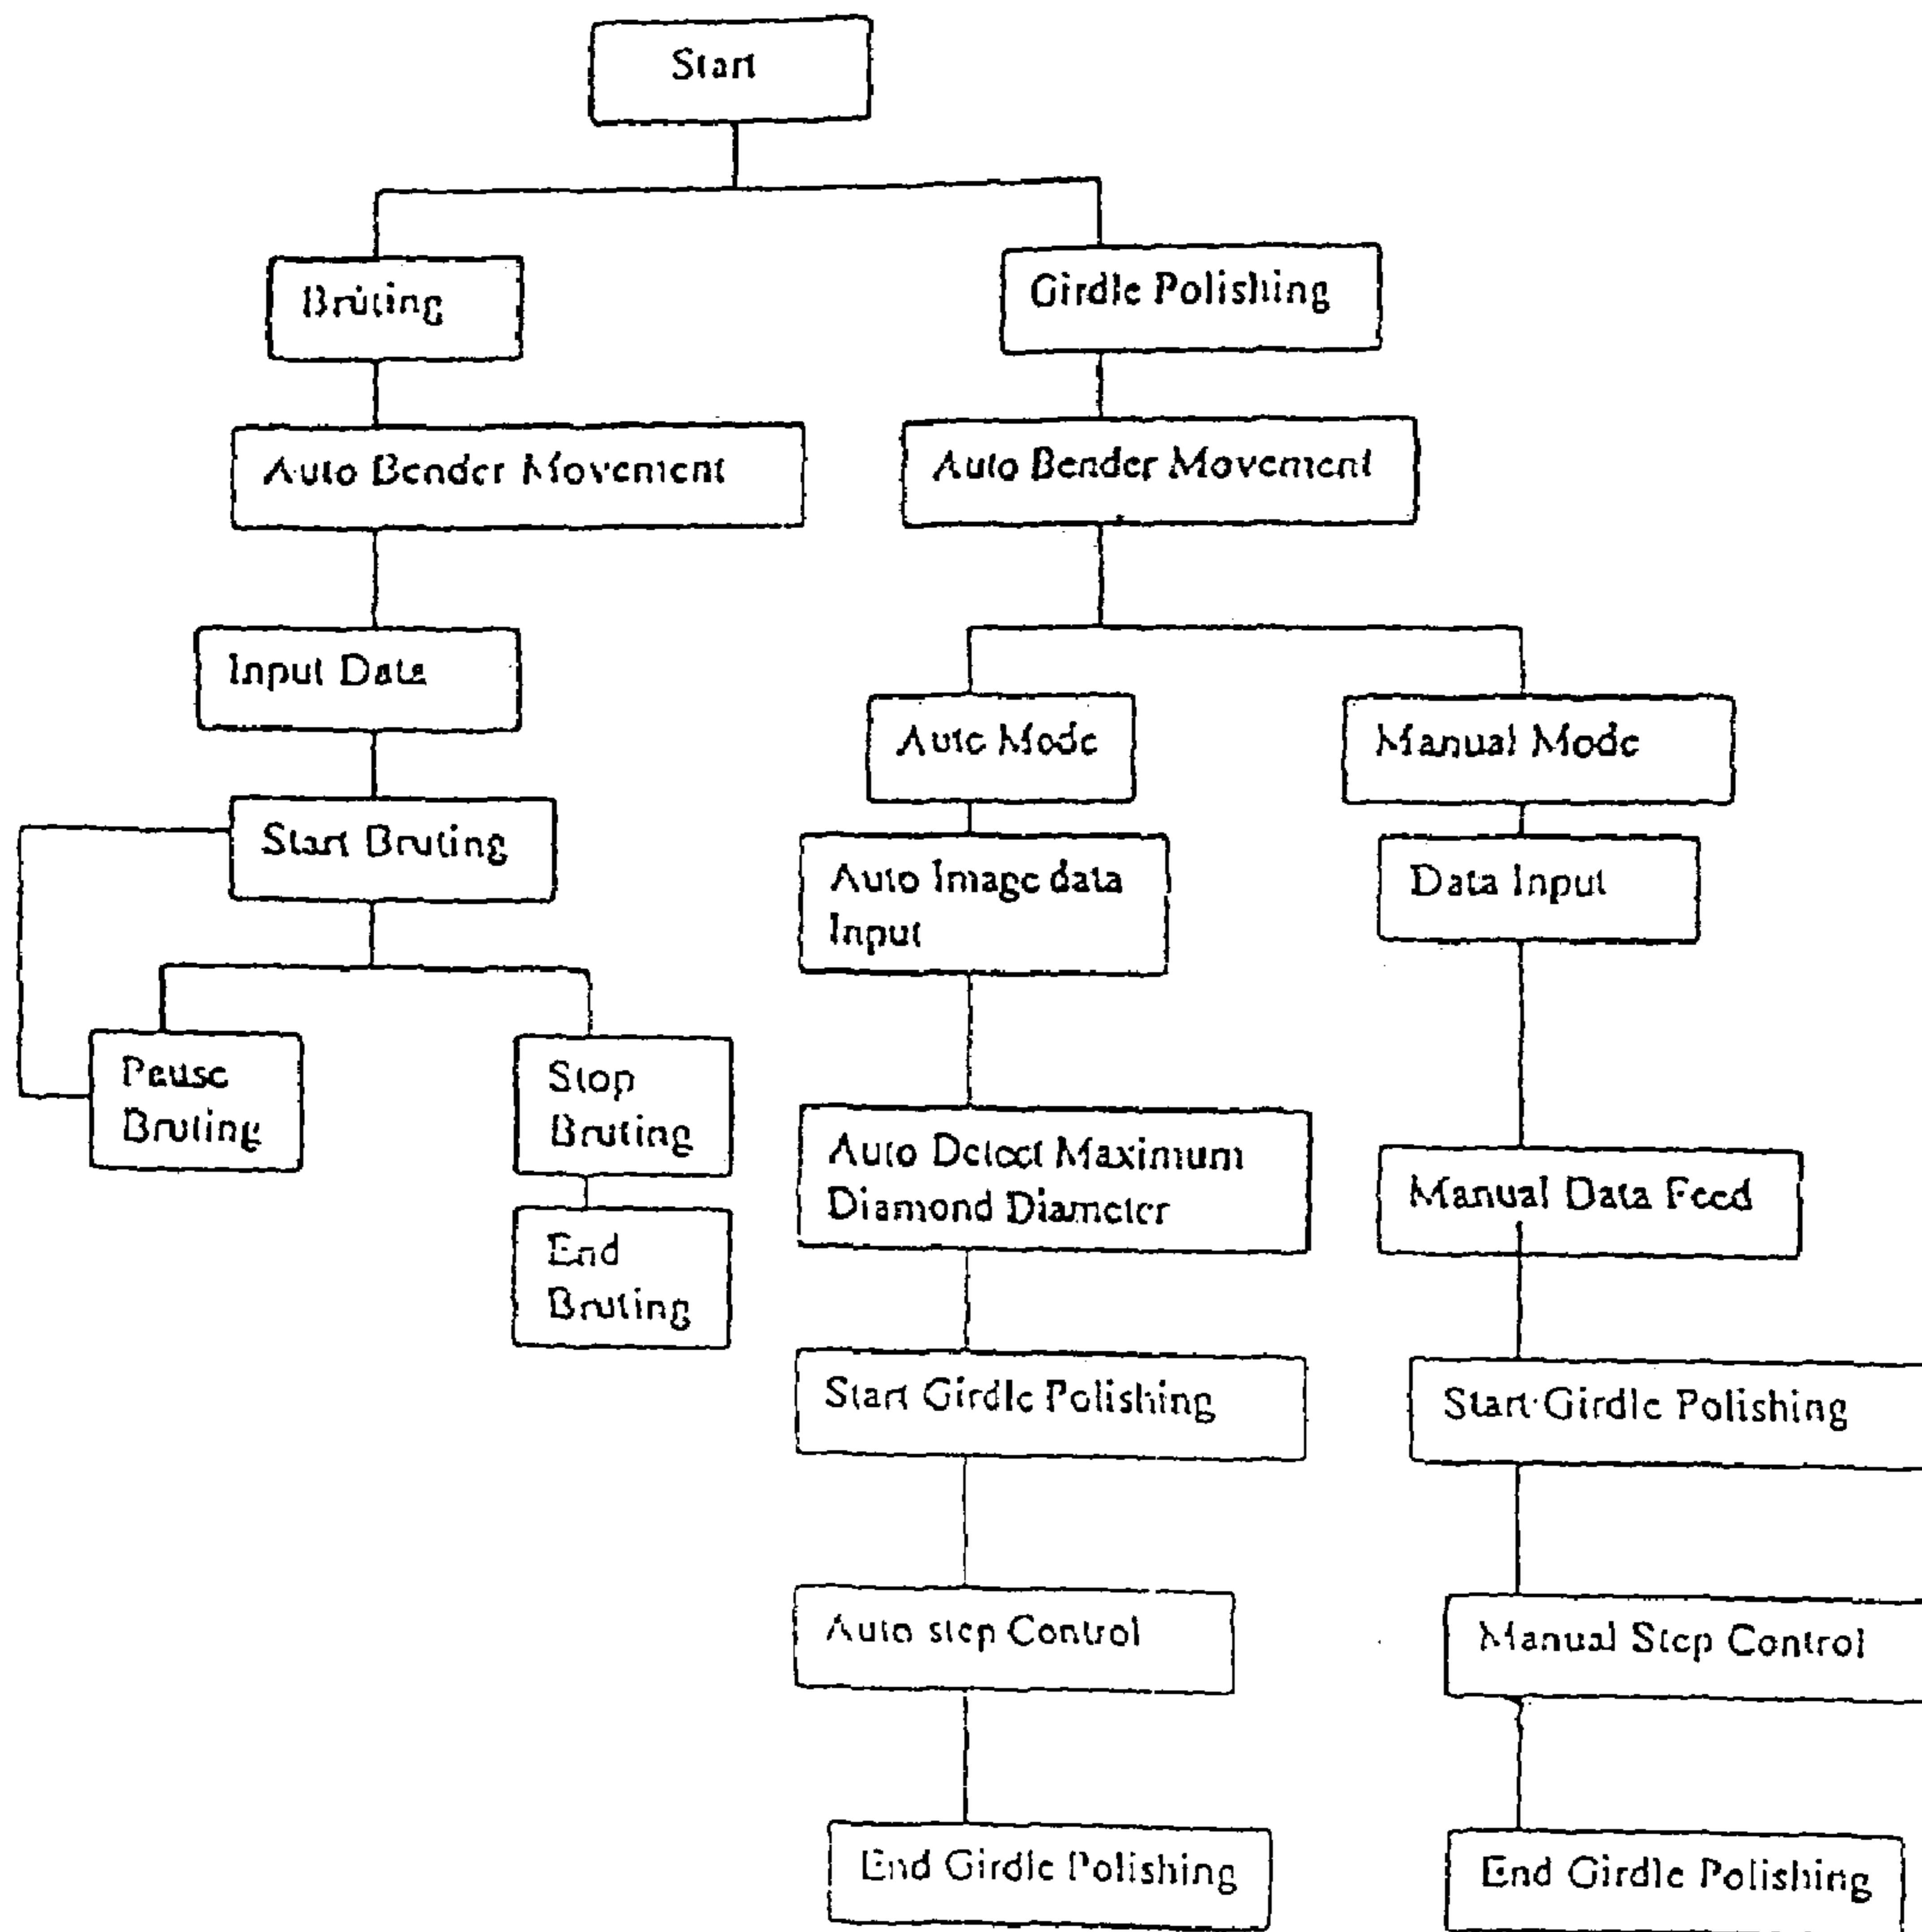 Start
Bruting
Girdle Polishing
Auto Bender Movement
Auto Bender Movement
Input Data
Auto Mode
Manual Mode
Start Bruting
Auto Image data
Input
Data Input
Pause
Bruting
Stop
Bruting
Auto Detect Maximum
Diamond Diameter
Manual Data Feed
End
Bruting
Start Girdle Polishing
Start Girdle Polishing
Auto step Control
Manual Step Control
End Girdle Polishing
End Girdle Polishing